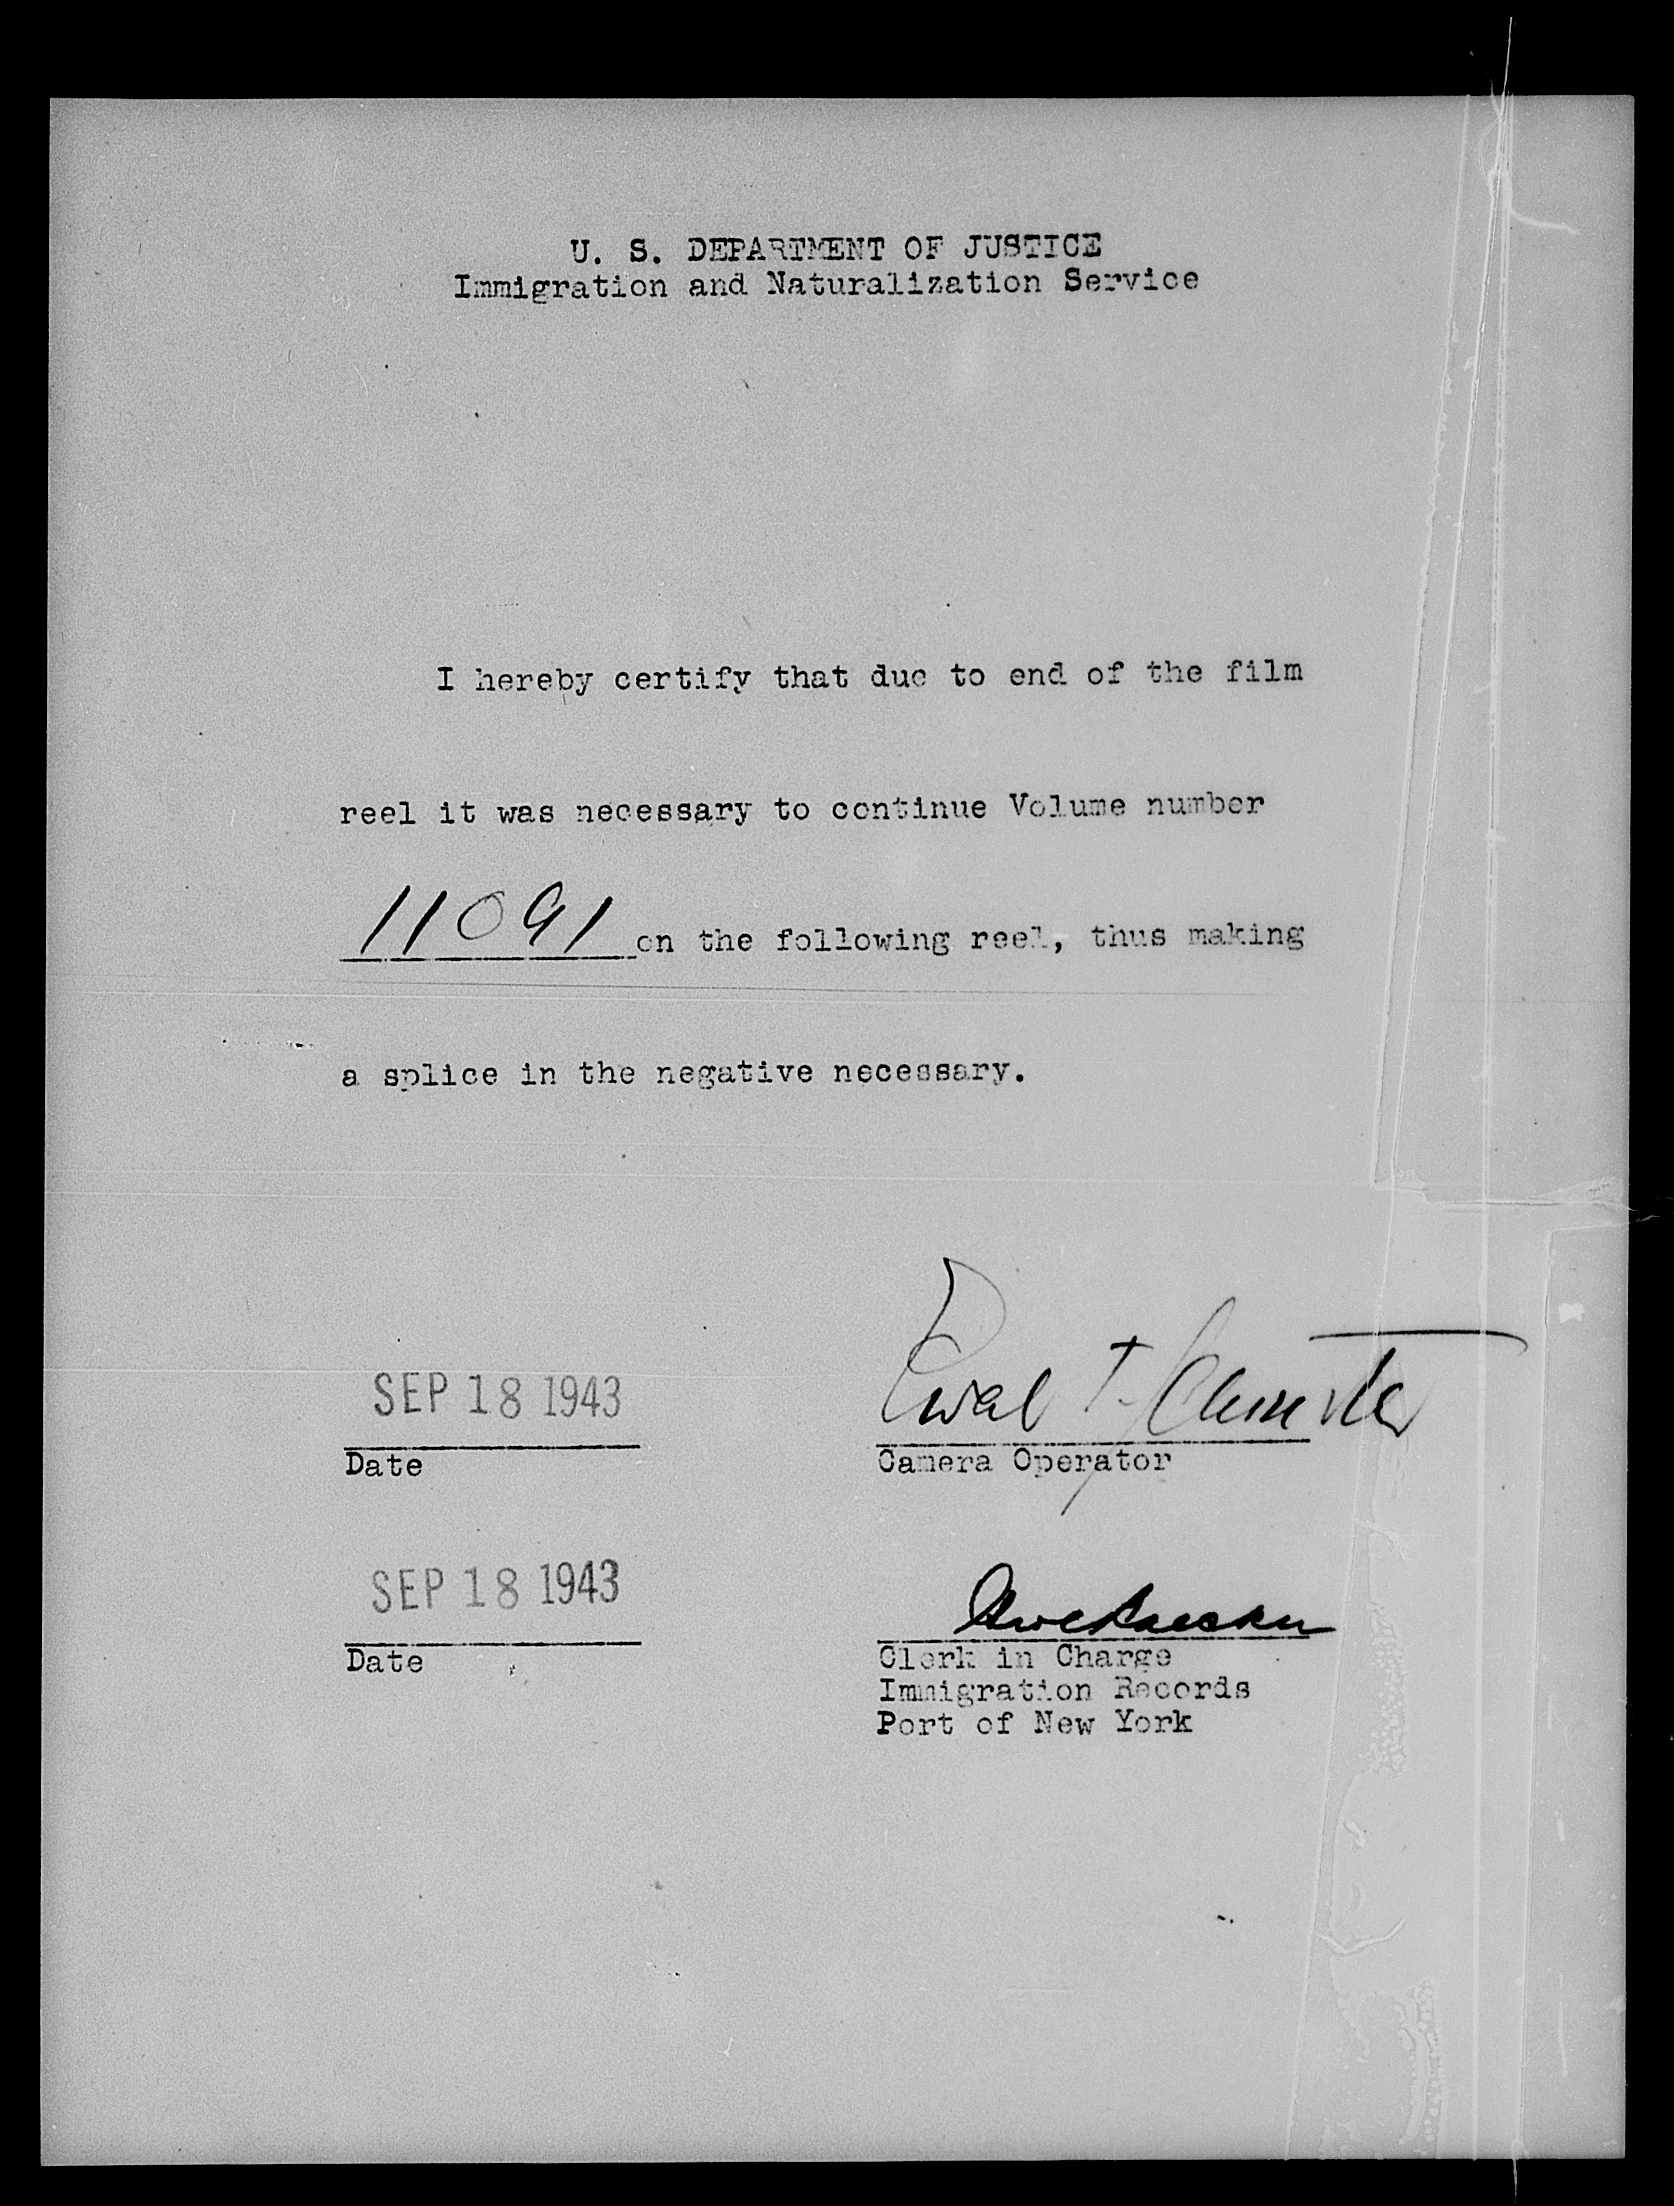 U. S. DEPARTMENT OF JUSTICE
Immigration and Naturalization Service
I hereby certify that due to end of the film
reel it was necessary to continue Volume number
11091 on the following reel, thus making
a splice in the negative necessary.
SEP 18 1943
Date
Camera Operator
SEP 18 1943
Date
Clerk in Charge
Immigration Records
Port of New York